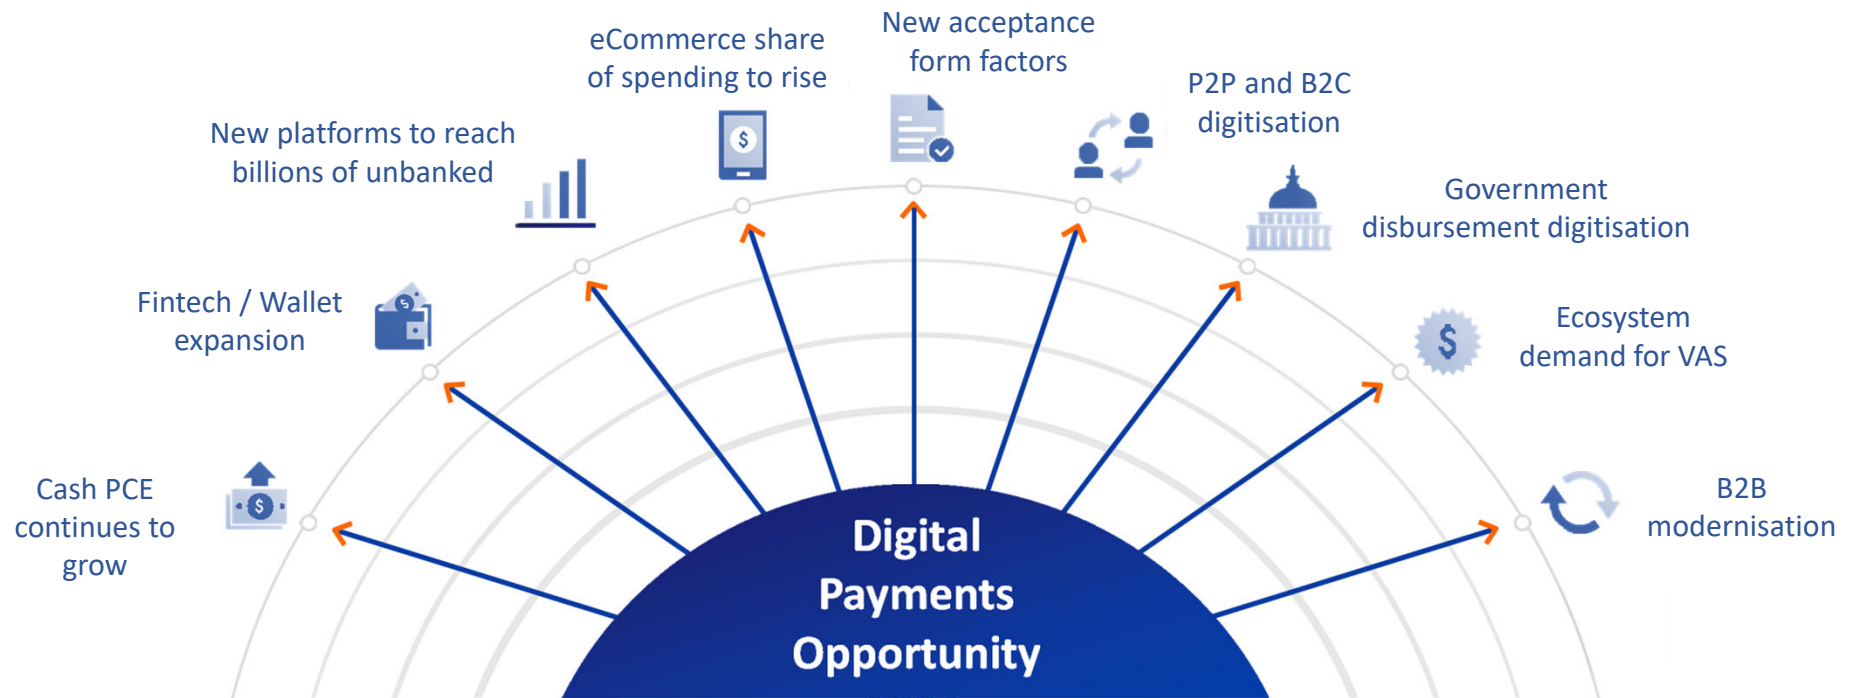 Cash PCE
continues to
grow
Fintech / Wallet
expansion
New platforms to reach
billions of unbanked
eCommerce share
of spending to rise
New acceptance
form factors
P2P and B2C
digitisation
Government
disbursement digitisation
Ecosystem
demand for VAS
B2B
modernisation
Digital
Payments
Opportunity